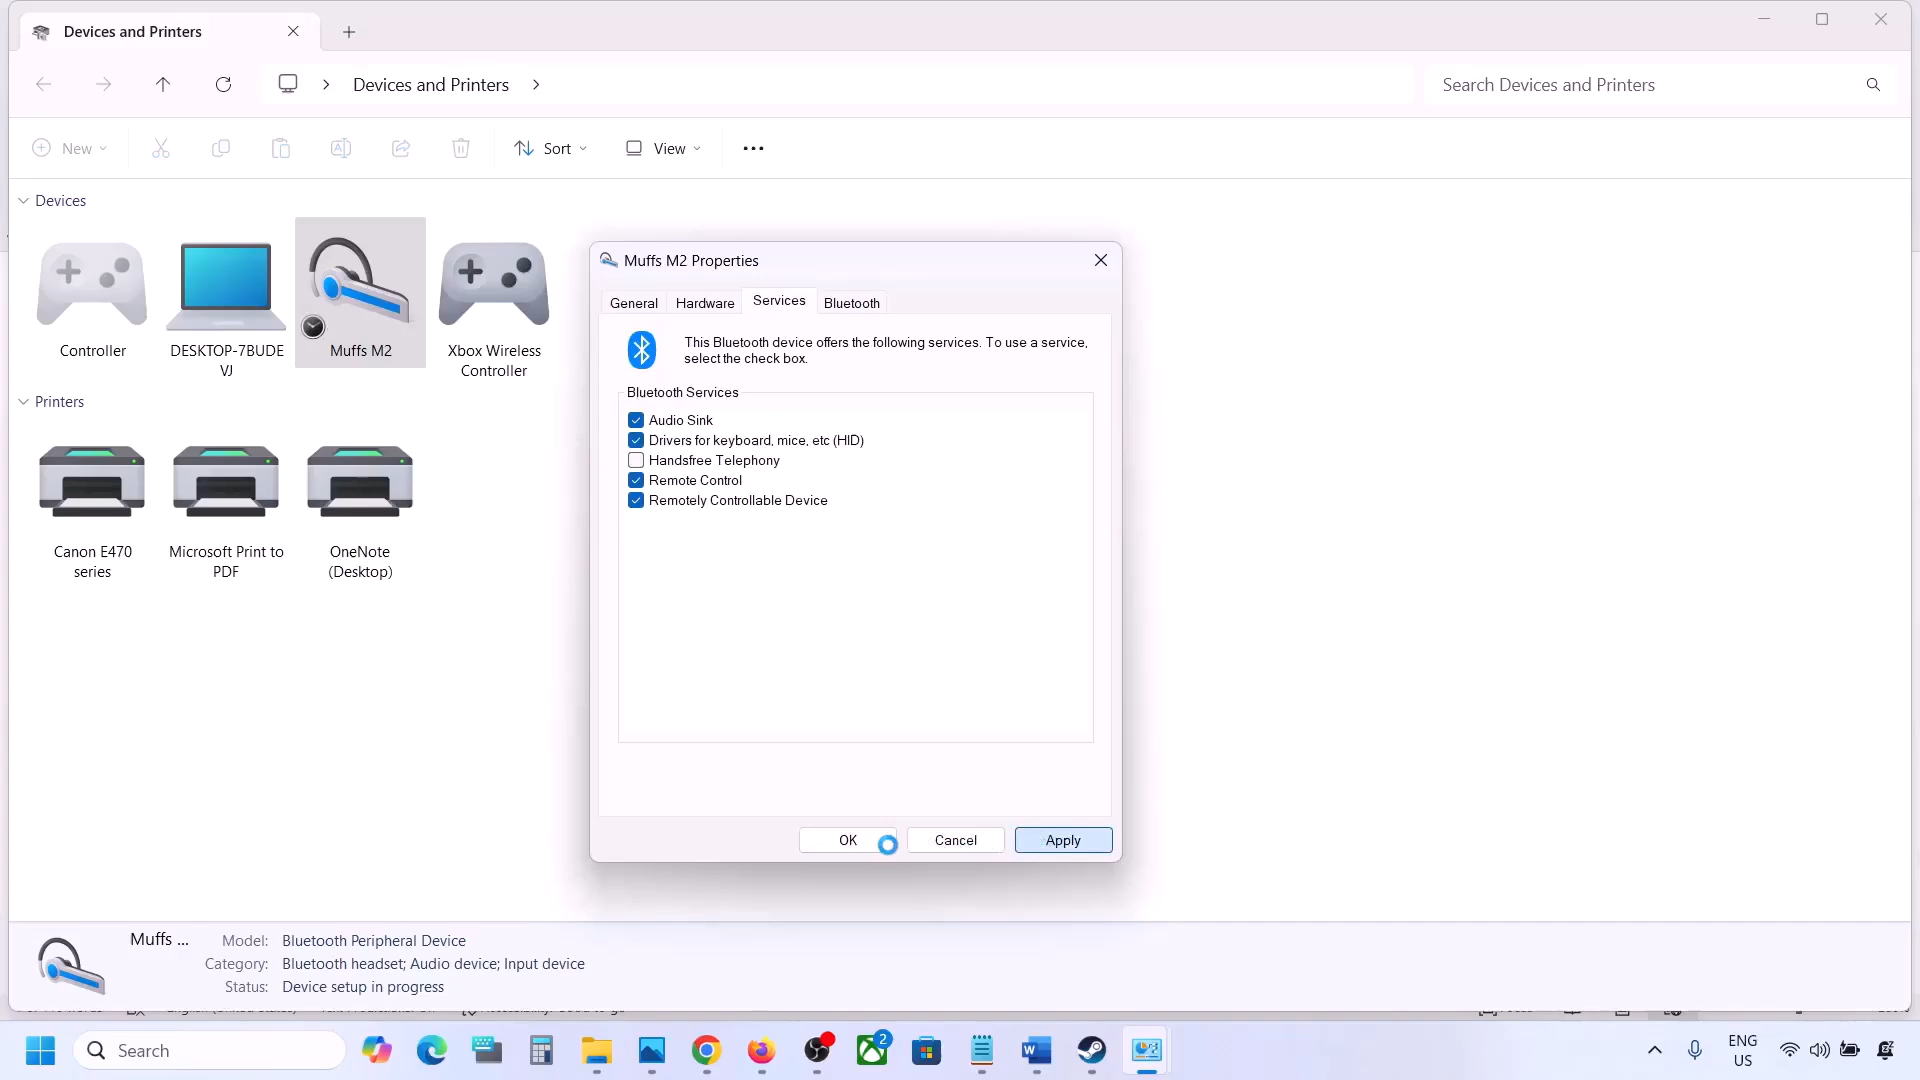 Devices and Printers
Devices and Printers
Search Devices and Printers
New
Sort
View
Devices
Controller
DESKTOP-7BUDE
VJ
Muffs M2
Xbox Wireless
Controller
Printers
Canon E470
series
Microsoft Print to
PDF
OneNote
(Desktop)
Muffs M2 Properties
General
Hardware
Services
Bluetooth
This Bluetooth device offers the following services. To use a service,
select the check box.
Bluetooth Services
Audio Sink
Drivers for keyboard, mice, etc (HID)
Handsfree Telephony
Remote Control
Remotely Controllable Device
OK
Cancel
Apply
Muffs ...
Model: Bluetooth Peripheral Device
Category: Bluetooth headset; Audio device; Input device
Status: Device setup in progress
Search
2
ENG
US